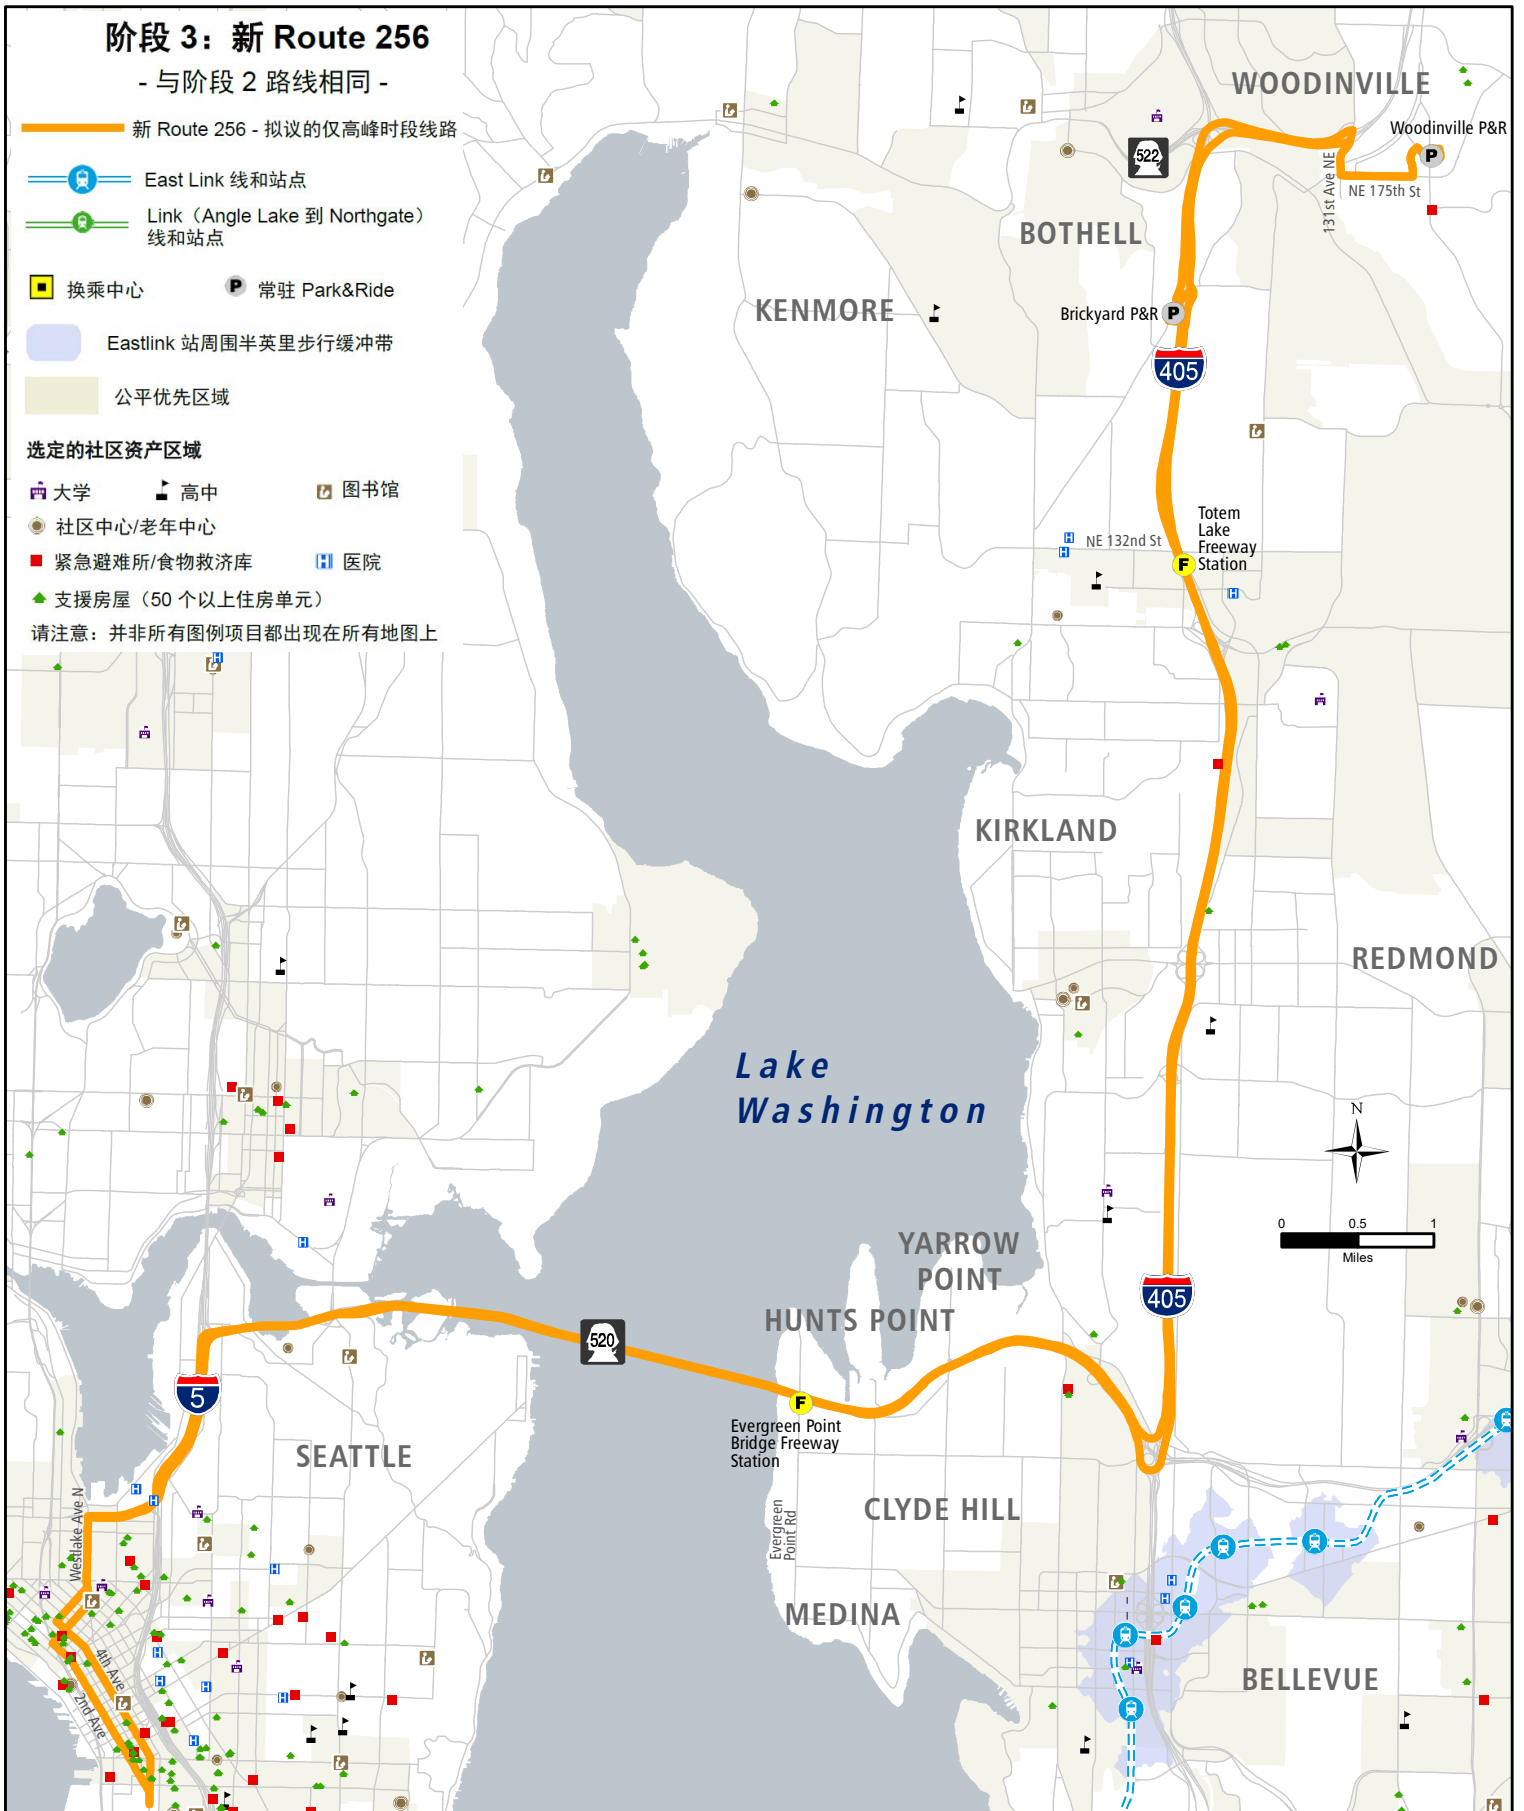 阶段 3：新 Route 256
- 与阶段 2 路线相同 -
新 Route 256 - 拟议的仅高峰时段线路
East Link 线和站点
Link（Angle Lake 到 Northgate）
线和站点
换乘中心
P 常驻 Park&Ride
Eastlink 站周围半英里步行缓冲带
公平优先区域
选定的社区资产区域
大学
高中
图书馆
社区中心/老年中心
紧急避难所/食物救济库
H 医院
支援房屋（50 个以上住房单元）
请注意：并非所有图例项目都出现在所有地图上
WOODINVILLE
Woodinville P&R
P
522
131st Ave NE
NE 175th St
BOTHELL
KENMORE
Brickyard P&R P
405
Totem
Lake
Freeway
Station
F
NE 132nd St
KIRKLAND
REDMOND
Lake
Washington
N
0 0.5 1
Miles
YARROW
POINT
HUNTS POINT
405
520
5
F
Evergreen Point
Bridge Freeway
Station
SEATTLE
CLYDE HILL
Evergreen
Point Rd
Westlake Ave N
MEDINA
BELLEVUE
4th Ave
2nd Ave